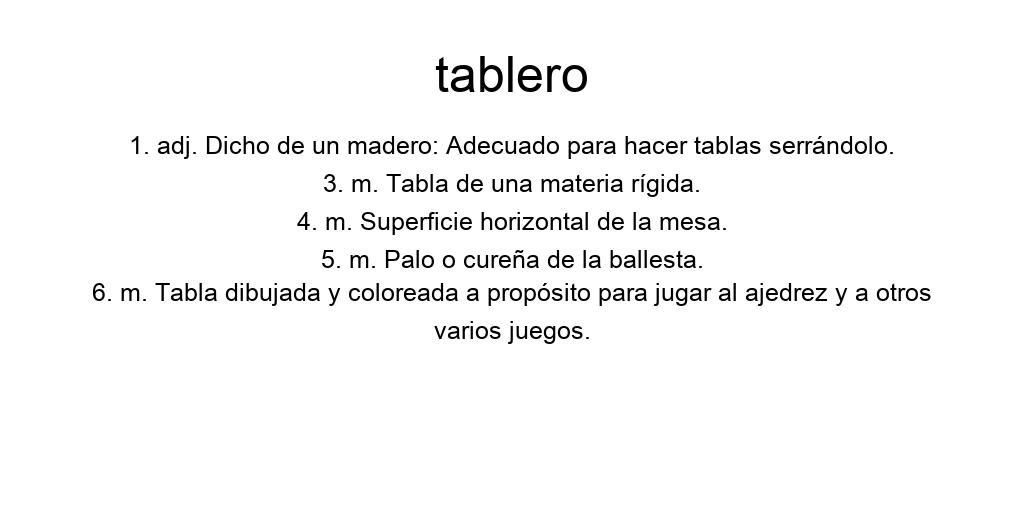 tablero
1. adj. Dicho de un madero: Adecuado para hacer tablas serrándolo.
3. m. Tabla de una materia rígida.
4. m. Superficie horizontal de la mesa.
5. m. Palo o cureña de la ballesta.
6. m. Tabla dibujada y coloreada a propósito para jugar al ajedrez y a otros
varios juegos.